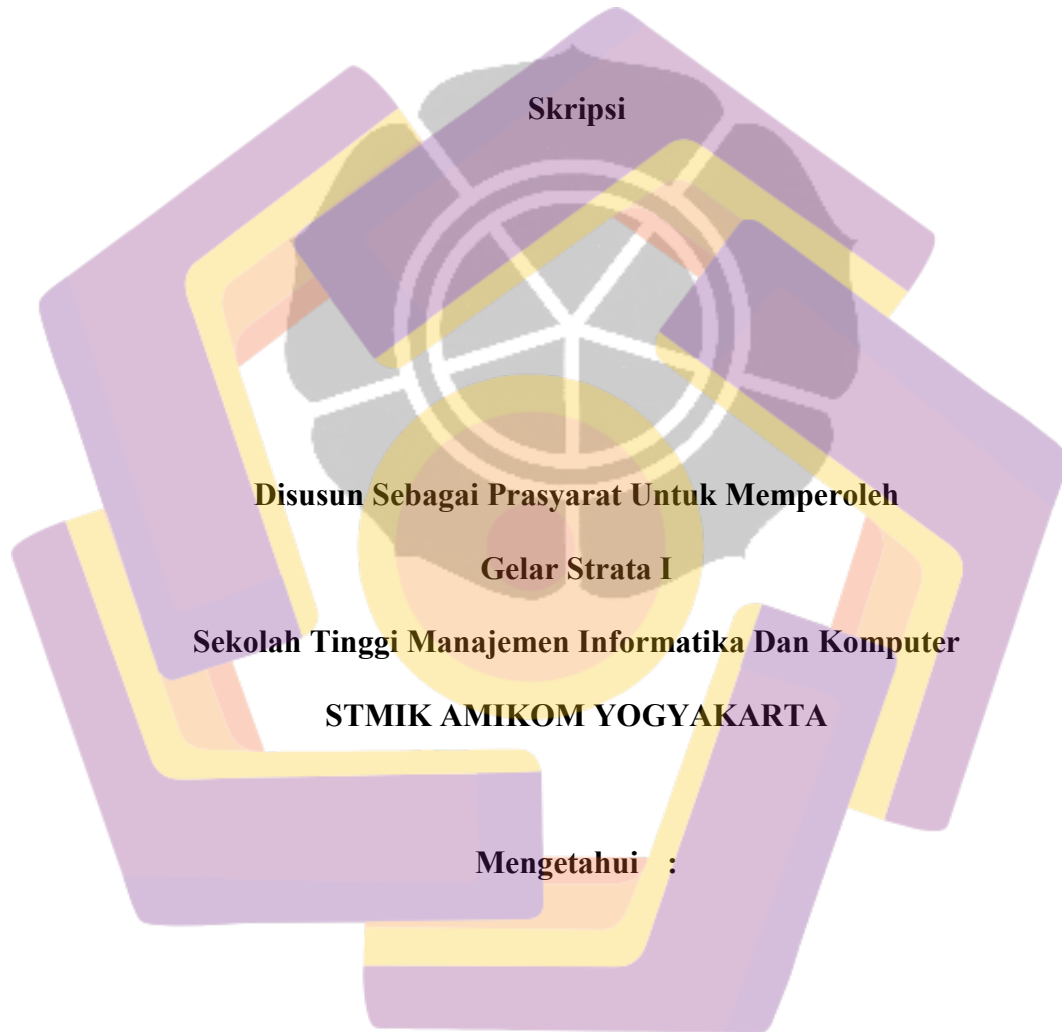 Skripsi
Disusun Sebagai Prasyarat Untuk Memperoleh
Gelar Strata I
Sekolah Tinggi Manajemen Informatika Dan Komputer
STMIK AMIKOM YOGYAKARTA
Mengetahui :